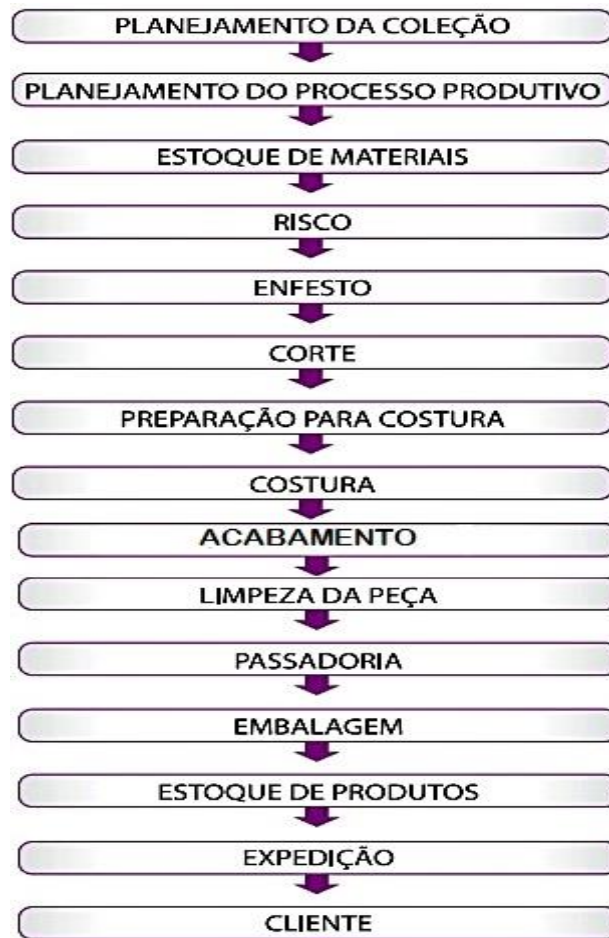 PLANEJAMENTO DA COLEÇÃO
PLANEJAMENTO DO PROCESSO PRODUTIVO
ESTOQUE DE MATERIAIS
RISCO
ENFESTO
CORTE
PREPARAÇÃO PARA COSTURA
COSTURA
ACABAMENTO
LIMPEZA DA PEÇA
PASSADORIA
EMBALAGEM
ESTOQUE DE PRODUTOS
EXPEDIÇÃO
CLIENTE